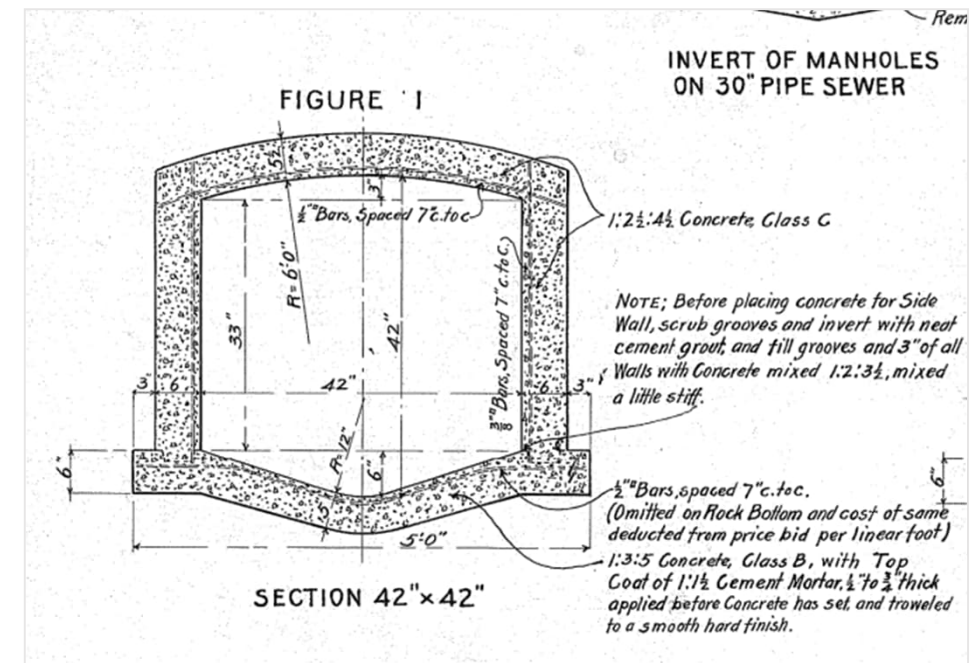 Rem
INVERT OF MANHOLES
ON 30" PIPE SEWER
FIGURE 1
5½"
3"
½"▫Bars, Spaced 7"c. to c
1:2½:4½ Concrete, Class C
R=6'0"
33"
42"
⅜"▫Bars, Spaced 7"c. to c.
NOTE; Before placing concrete for Side
Wall, scrub grooves and invert with neat
cement grout, and fill grooves and 3" of all
Walls with Concrete mixed 1:2:3½, mixed
a little stiff.
3" 6" 42" 6" 3"
R=12"
6"
6"
6"
5"
½"▫Bars, spaced 7"c. to c.
(Omitted on Rock Bottom and cost of same
deducted from price bid per linear foot)
5'0"
1:3:5 Concrete, Class B, with Top
Coat of 1:1½ Cement Mortar, ½" to ¾" thick
applied before Concrete has set, and troweled
to a smooth hard finish.
SECTION 42"x42"